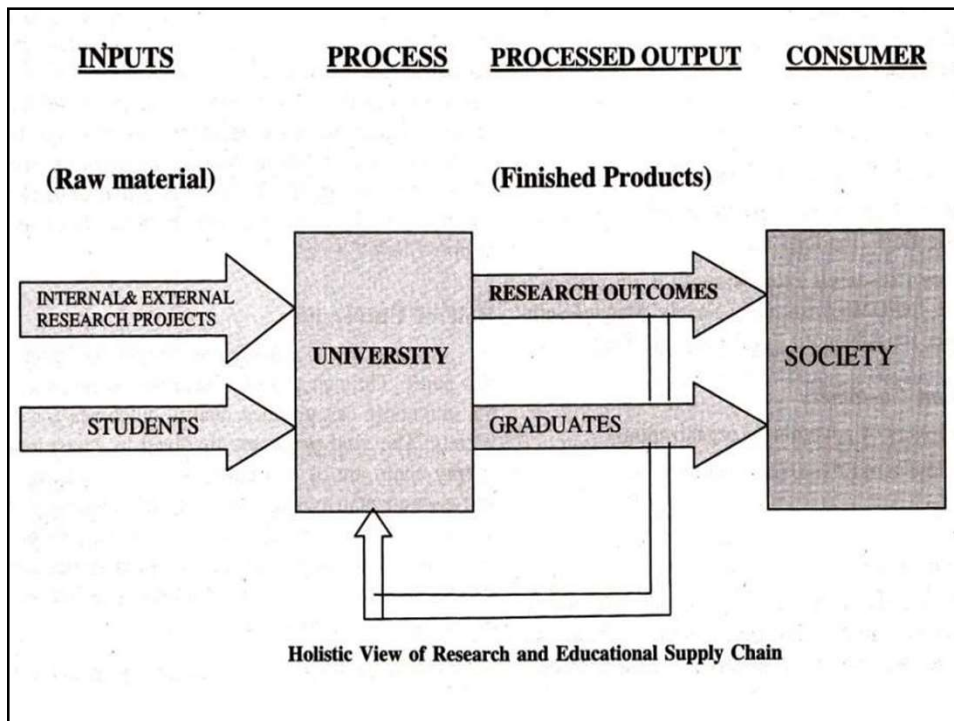 INPUTS PROCESS PROCESSED OUTPUT CONSUMER
(Raw material) (Finished Products)
INTERNAL& EXTERNAL
RESEARCH PROJECTS
RESEARCH OUTCOMES
UNIVERSITY
SOCIETY
STUDENTS
GRADUATES
Holistic View of Research and Educational Supply Chain